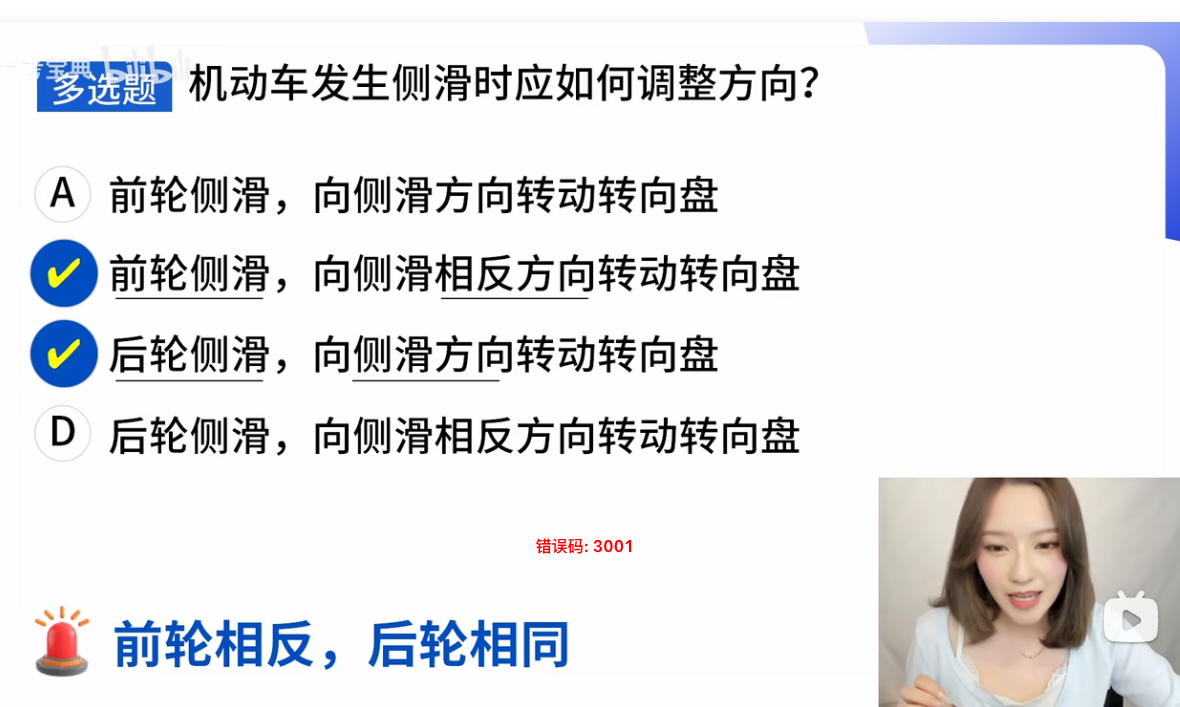 多选题 机动车发生侧滑时应如何调整方向？
A 前轮侧滑，向侧滑方向转动转向盘
前轮侧滑，向侧滑相反方向转动转向盘
后轮侧滑，向侧滑方向转动转向盘
D 后轮侧滑，向侧滑相反方向转动转向盘
错误码: 3001
前轮相反，后轮相同